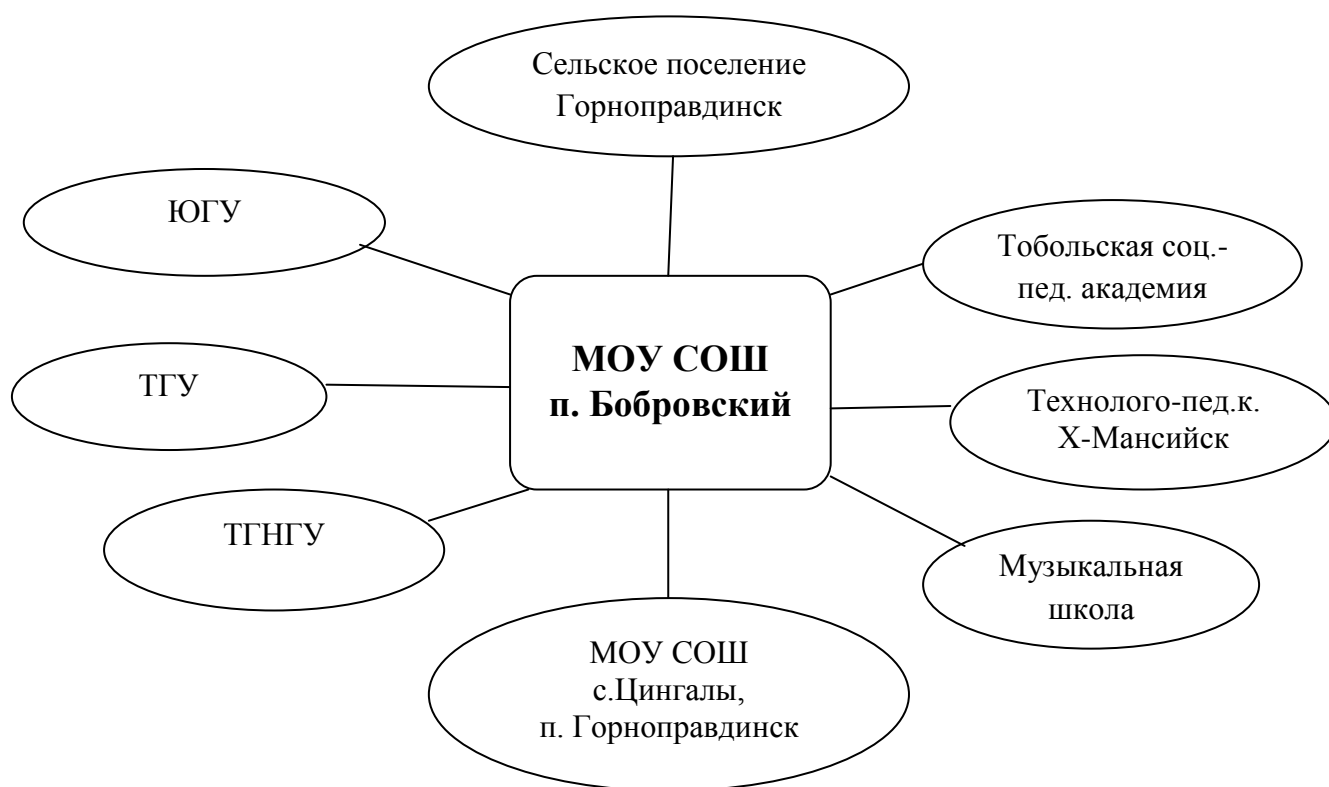 Сельское поселение
Горноправдинск
ЮГУ
Тобольская соц.-
пед. академия
МОУ СОШ
п. Бобровский
ТГУ
Технолого-пед.к.
Х-Мансийск
ТГНГУ
Музыкальная
школа
МОУ СОШ
с.Цингалы,
п. Горноправдинск